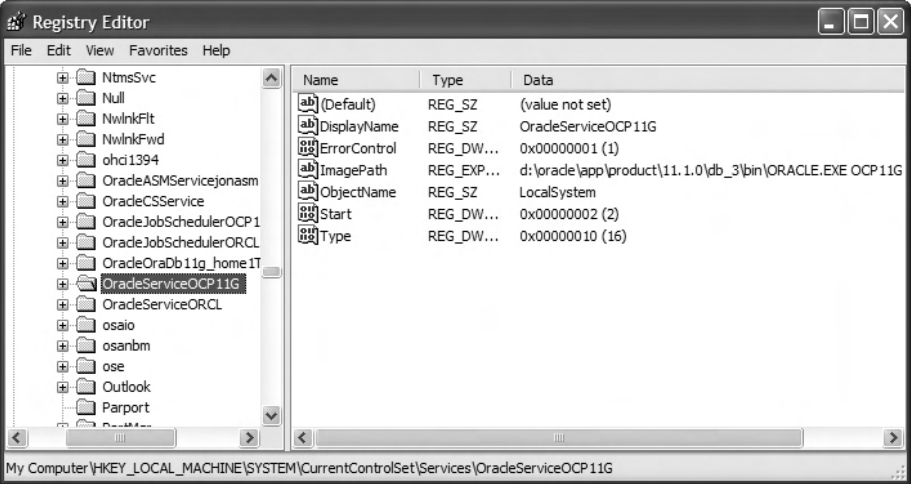 Registry Editor
File Edit View Favorites Help
NtmsSvc
Null
NwlnkFlt
NwlnkFwd
ohci1394
OracleASMServicejonasm
OracleCSService
OracleJobSchedulerOCP1
OracleJobSchedulerORCL
OracleOraDb11g_home1T
OracleServiceOCP11G
OracleServiceORCL
osaio
osanbm
ose
Outlook
Parport
Name Type Data
(Default) REG_SZ (value not set)
DisplayName REG_SZ OracleServiceOCP11G
ErrorControl REG_DW... 0x00000001 (1)
ImagePath REG_EXP... d:\oracle\app\product\11.1.0\db_3\bin\ORACLE.EXE OCP11G
ObjectName REG_SZ LocalSystem
Start REG_DW... 0x00000002 (2)
Type REG_DW... 0x00000010 (16)
My Computer\HKEY_LOCAL_MACHINE\SYSTEM\CurrentControlSet\Services\OracleServiceOCP11G